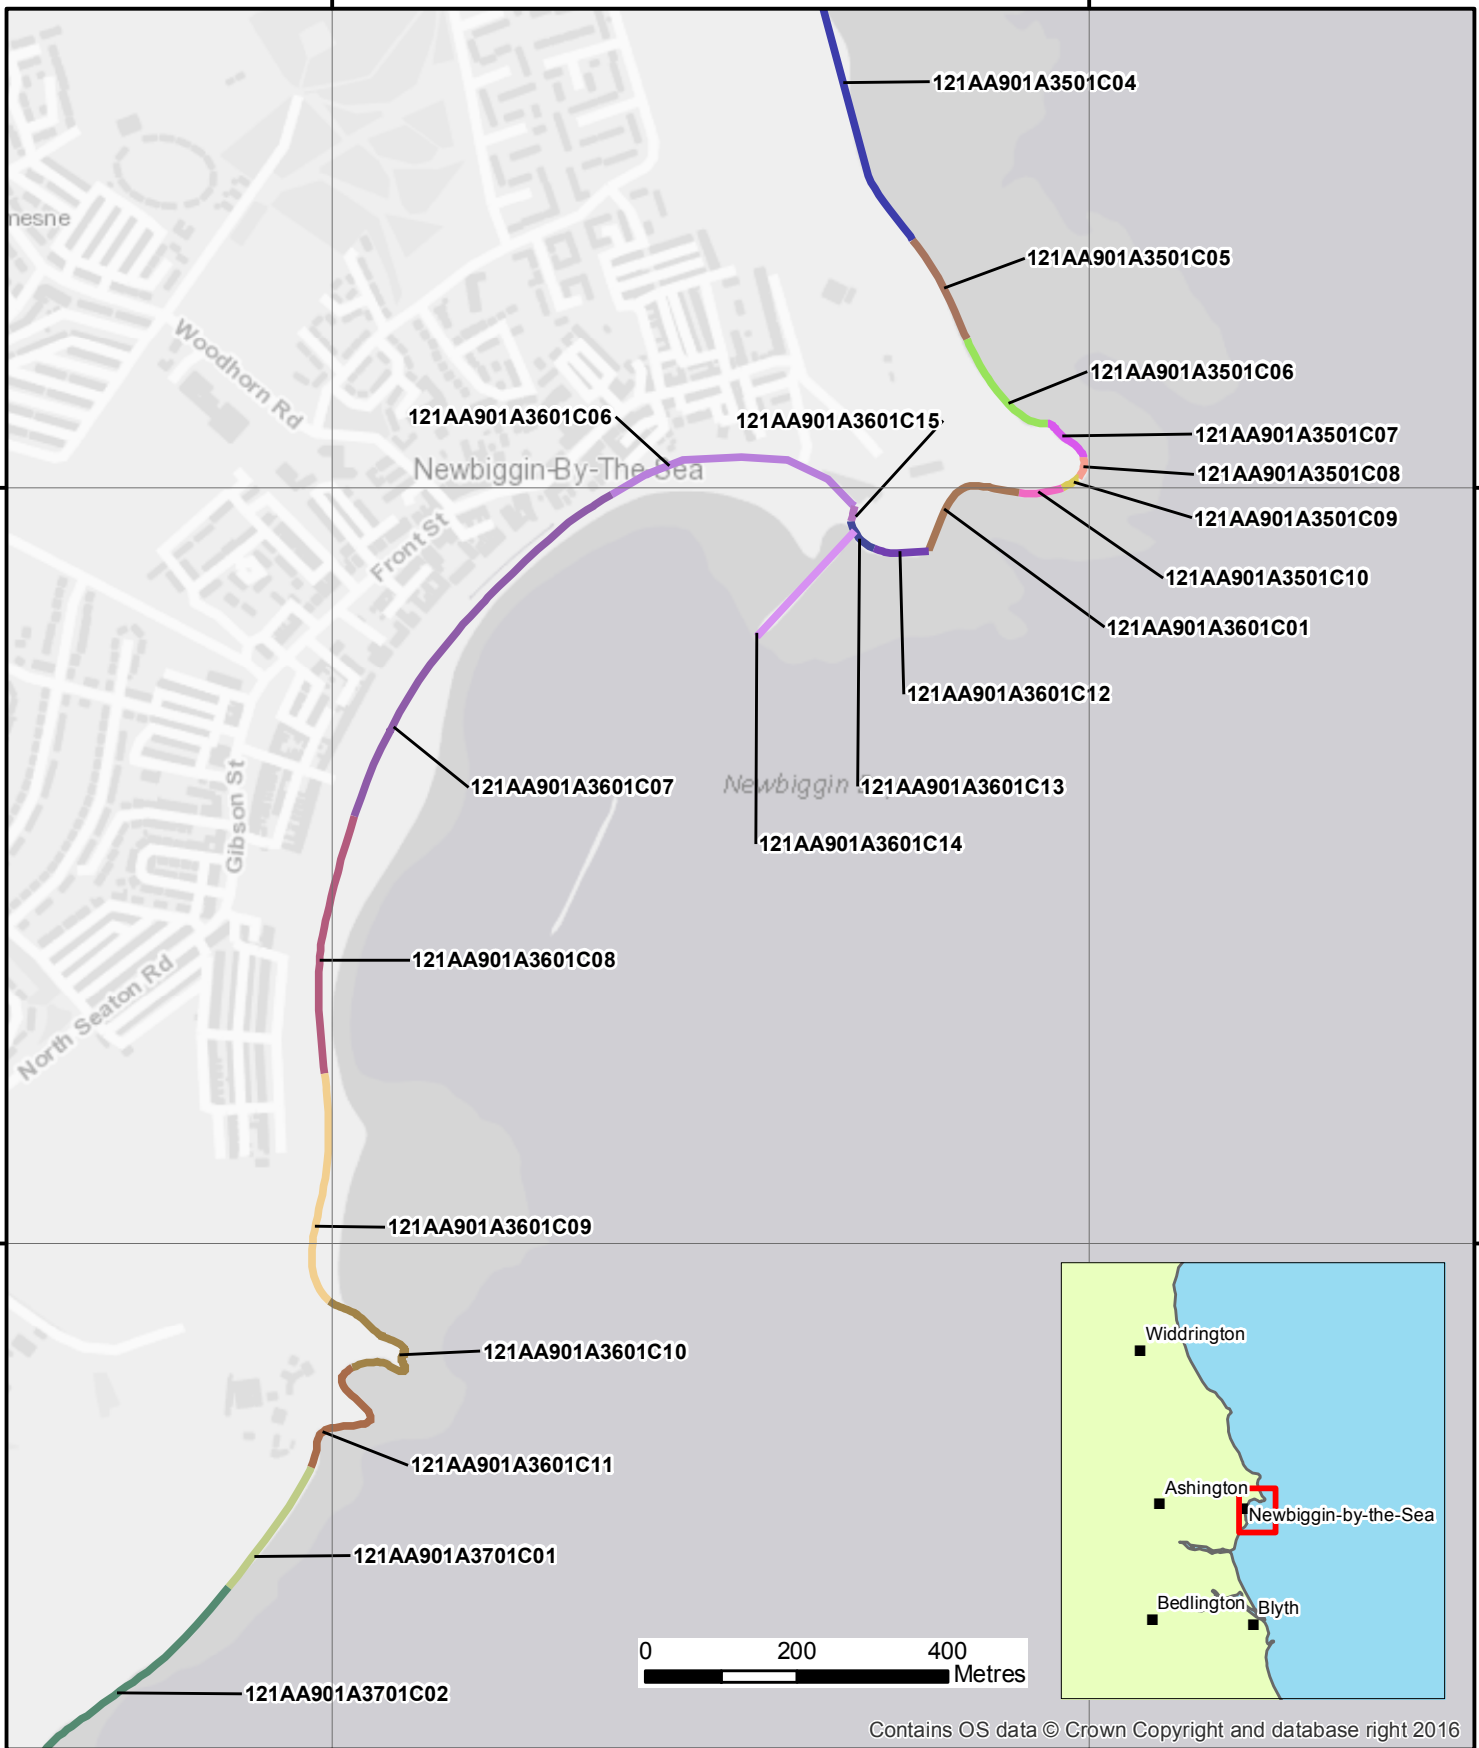 121AA901A3501C04
nesne
121AA901A3501C05
Woodhorn Rd
121AA901A3501C06
121AA901A3601C06
121AA901A3601C15
121AA901A3501C07
Newbiggin-By-The-Sea
121AA901A3501C08
121AA901A3501C09
Front St
121AA901A3501C10
121AA901A3601C01
121AA901A3601C12
121AA901A3601C07
Newbiggin
121AA901A3601C13
Gibson St
121AA901A3601C14
121AA901A3601C08
North Seaton Rd
121AA901A3601C09
121AA901A3601C10
121AA901A3601C11
121AA901A3701C01
121AA901A3701C02
Widdrington
Ashington
Newbiggin-by-the-Sea
Bedlington
Blyth
0 200 400
Metres
Contains OS data © Crown Copyright and database right 2016